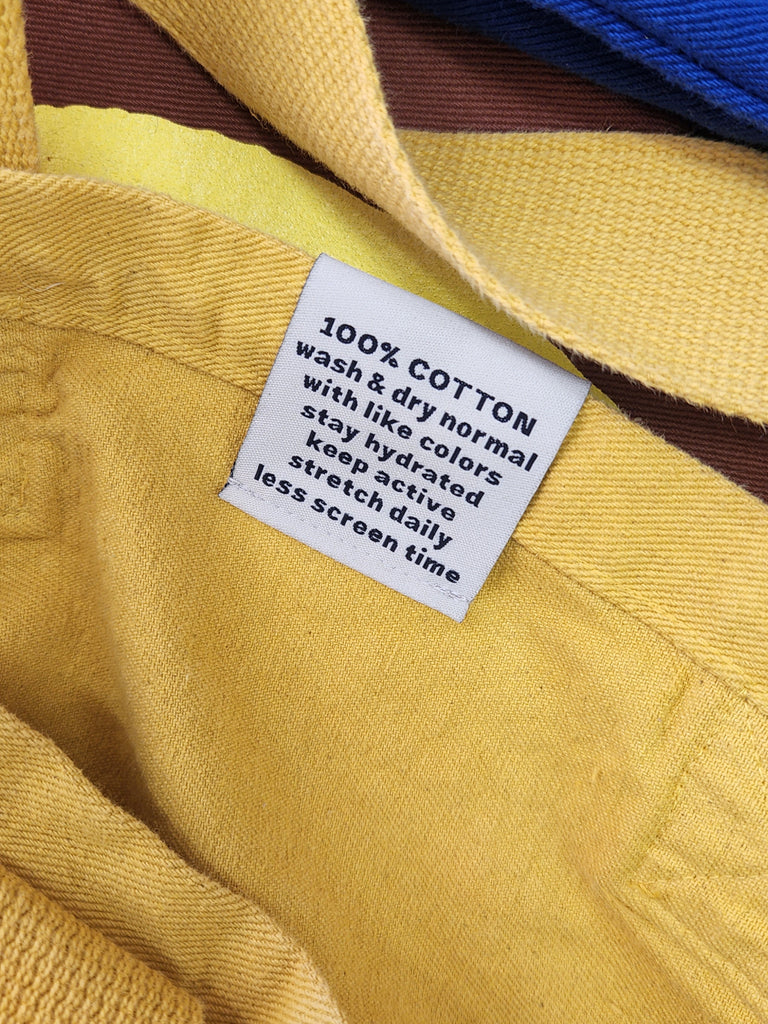 100% COTTON
wash & dry normal
with like colors
stay hydrated
keep active
stretch daily
less screen time